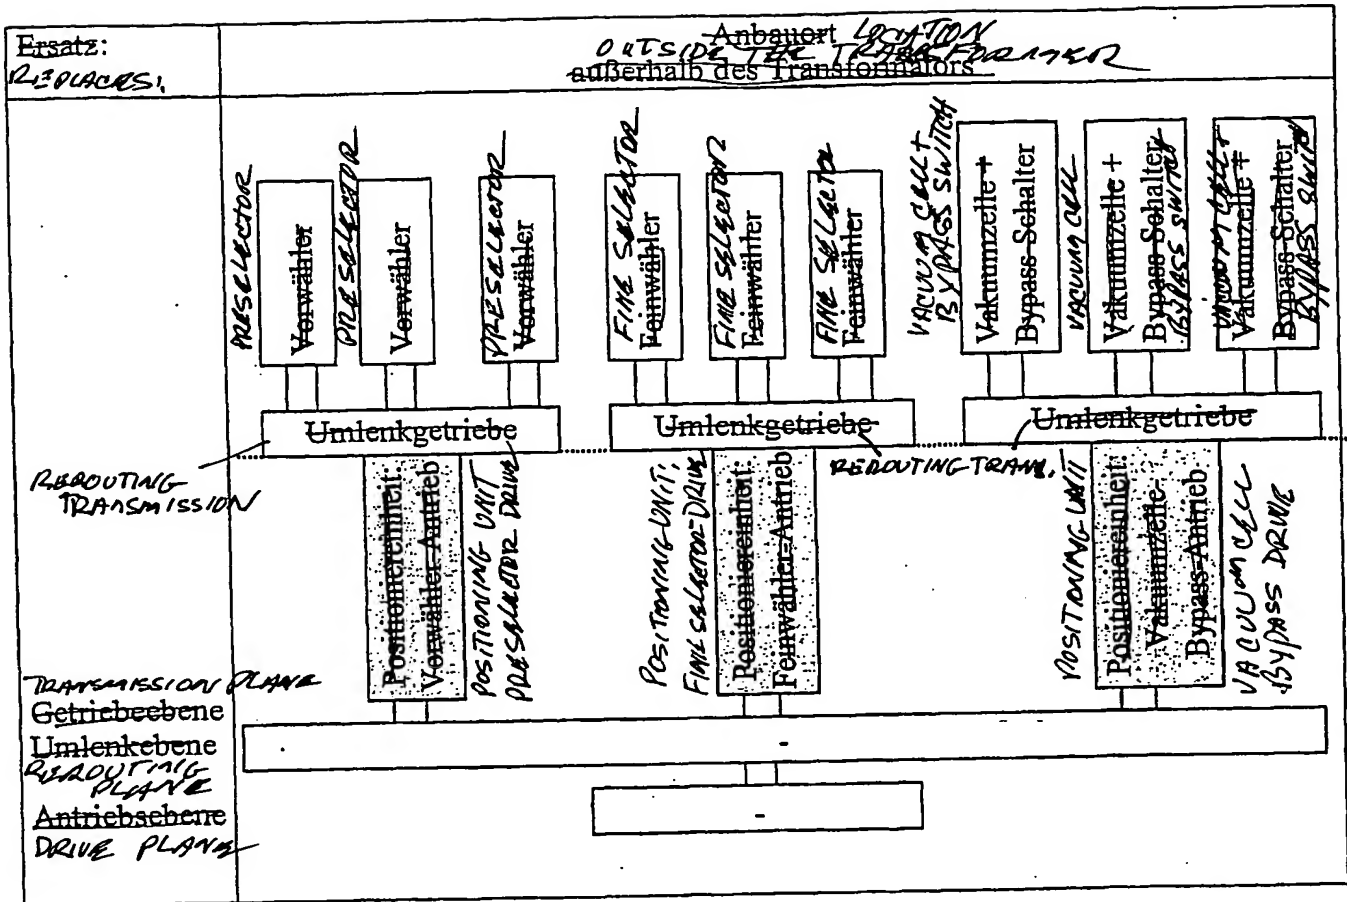 Ersatz:
REPLACES:
Anbauort LOCATION
OUTSIDE THE TRANSFORMER
außerhalb des Transformators
PRESELECTOR
Vorwähler
PRESELECTOR
Vorwähler
PRESELECTOR
Vorwähler
FINE SELECTOR
Feinwähler
FINE SELECTOR
Feinwähler
FINE SELECTOR
Feinwähler
VACUUM CELL +
BYPASS SWITCH
Vakuumzelle +
Bypass-Schalter
VACUUM CELL
Vakuumzelle +
Bypass-Schalter
BYPASS SWITCH
VACUUM CELL +
Vakuumzelle +
Bypass-Schalter
BYPASS SWITCH
Umlenkgetriebe
Umlenkgetriebe
Umlenkgetriebe
REROUTING
TRANSMISSION
REROUTING TRANM.
Positioniereinheit:
Vorwähler-Antrieb
POSITIONING UNIT
PRESELECTOR DRIVE
POSITIONING UNIT:
FINE SELECTOR-DRIVE
Positioniereinheit:
Feinwähler-Antrieb
POSITIONING UNIT
Positioniereinheit:
Vakuumzelle-
Bypass-Antrieb
VACUUM CELL
BYPASS DRIVE
TRANSMISSION PLANE
Getriebeebene
Umlenkebene
-
REROUTING
PLANE
Antriebsebene
-
DRIVE PLANE